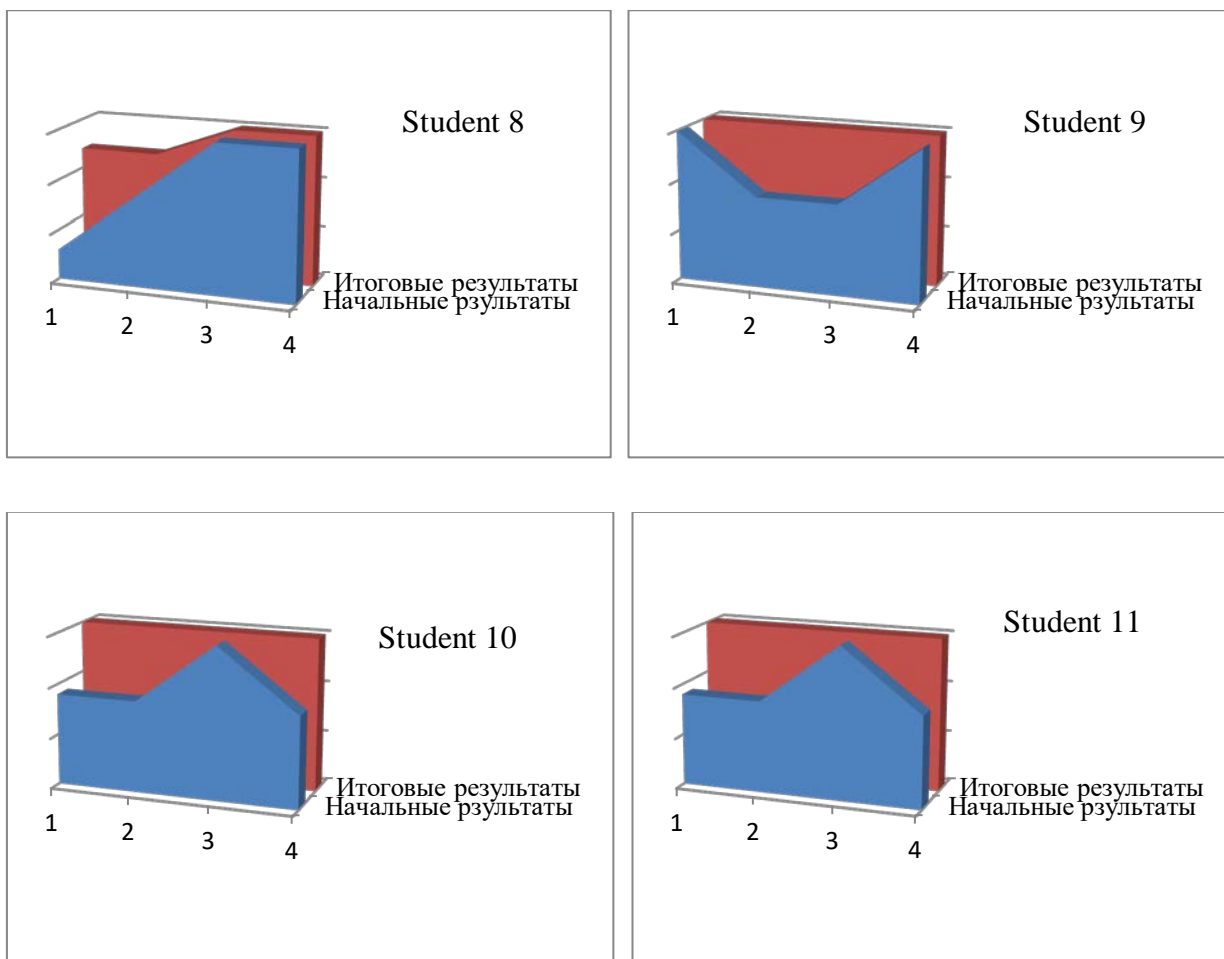 Student 8
Итоговые результаты
Начальные рзультаты
1
2
3
4
Student 9
Итоговые результаты
Начальные рзультаты
1
2
3
4
Student 10
Итоговые результаты
Начальные рзультаты
1
2
3
4
Student 11
Итоговые результаты
Начальные рзультаты
1
2
3
4